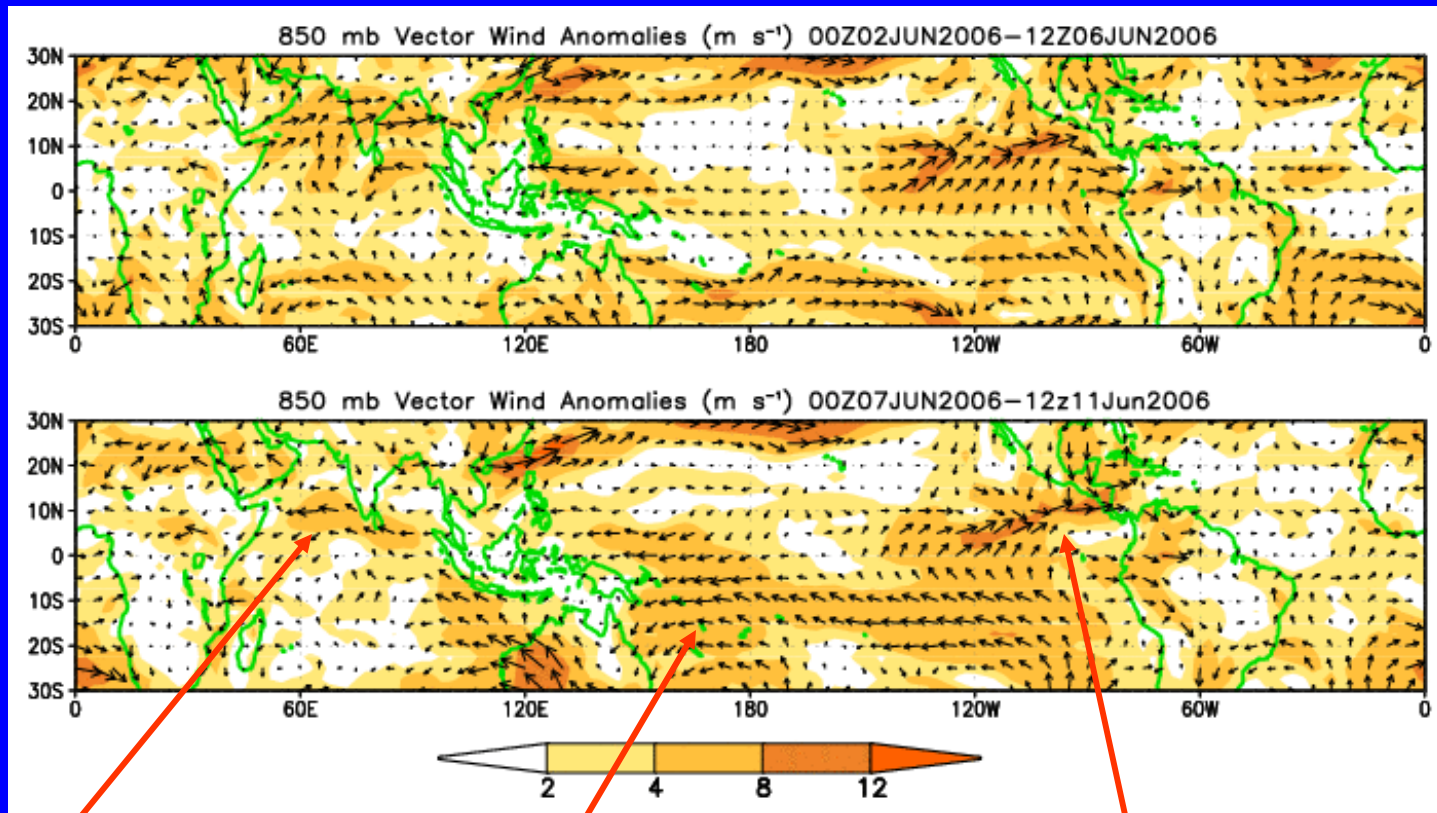 850 mb Vector Wind Anomalies (m s⁻¹) 00Z02JUN2006–12Z06JUN2006
30N
20N
10N
0
10S
20S
30S
0 60E 120E 180 120W 60W 0
850 mb Vector Wind Anomalies (m s⁻¹) 00Z07JUN2006–12z11Jun2006
30N
20N
10N
0
10S
20S
30S
0 60E 120E 180 120W 60W 0
2 4 8 12